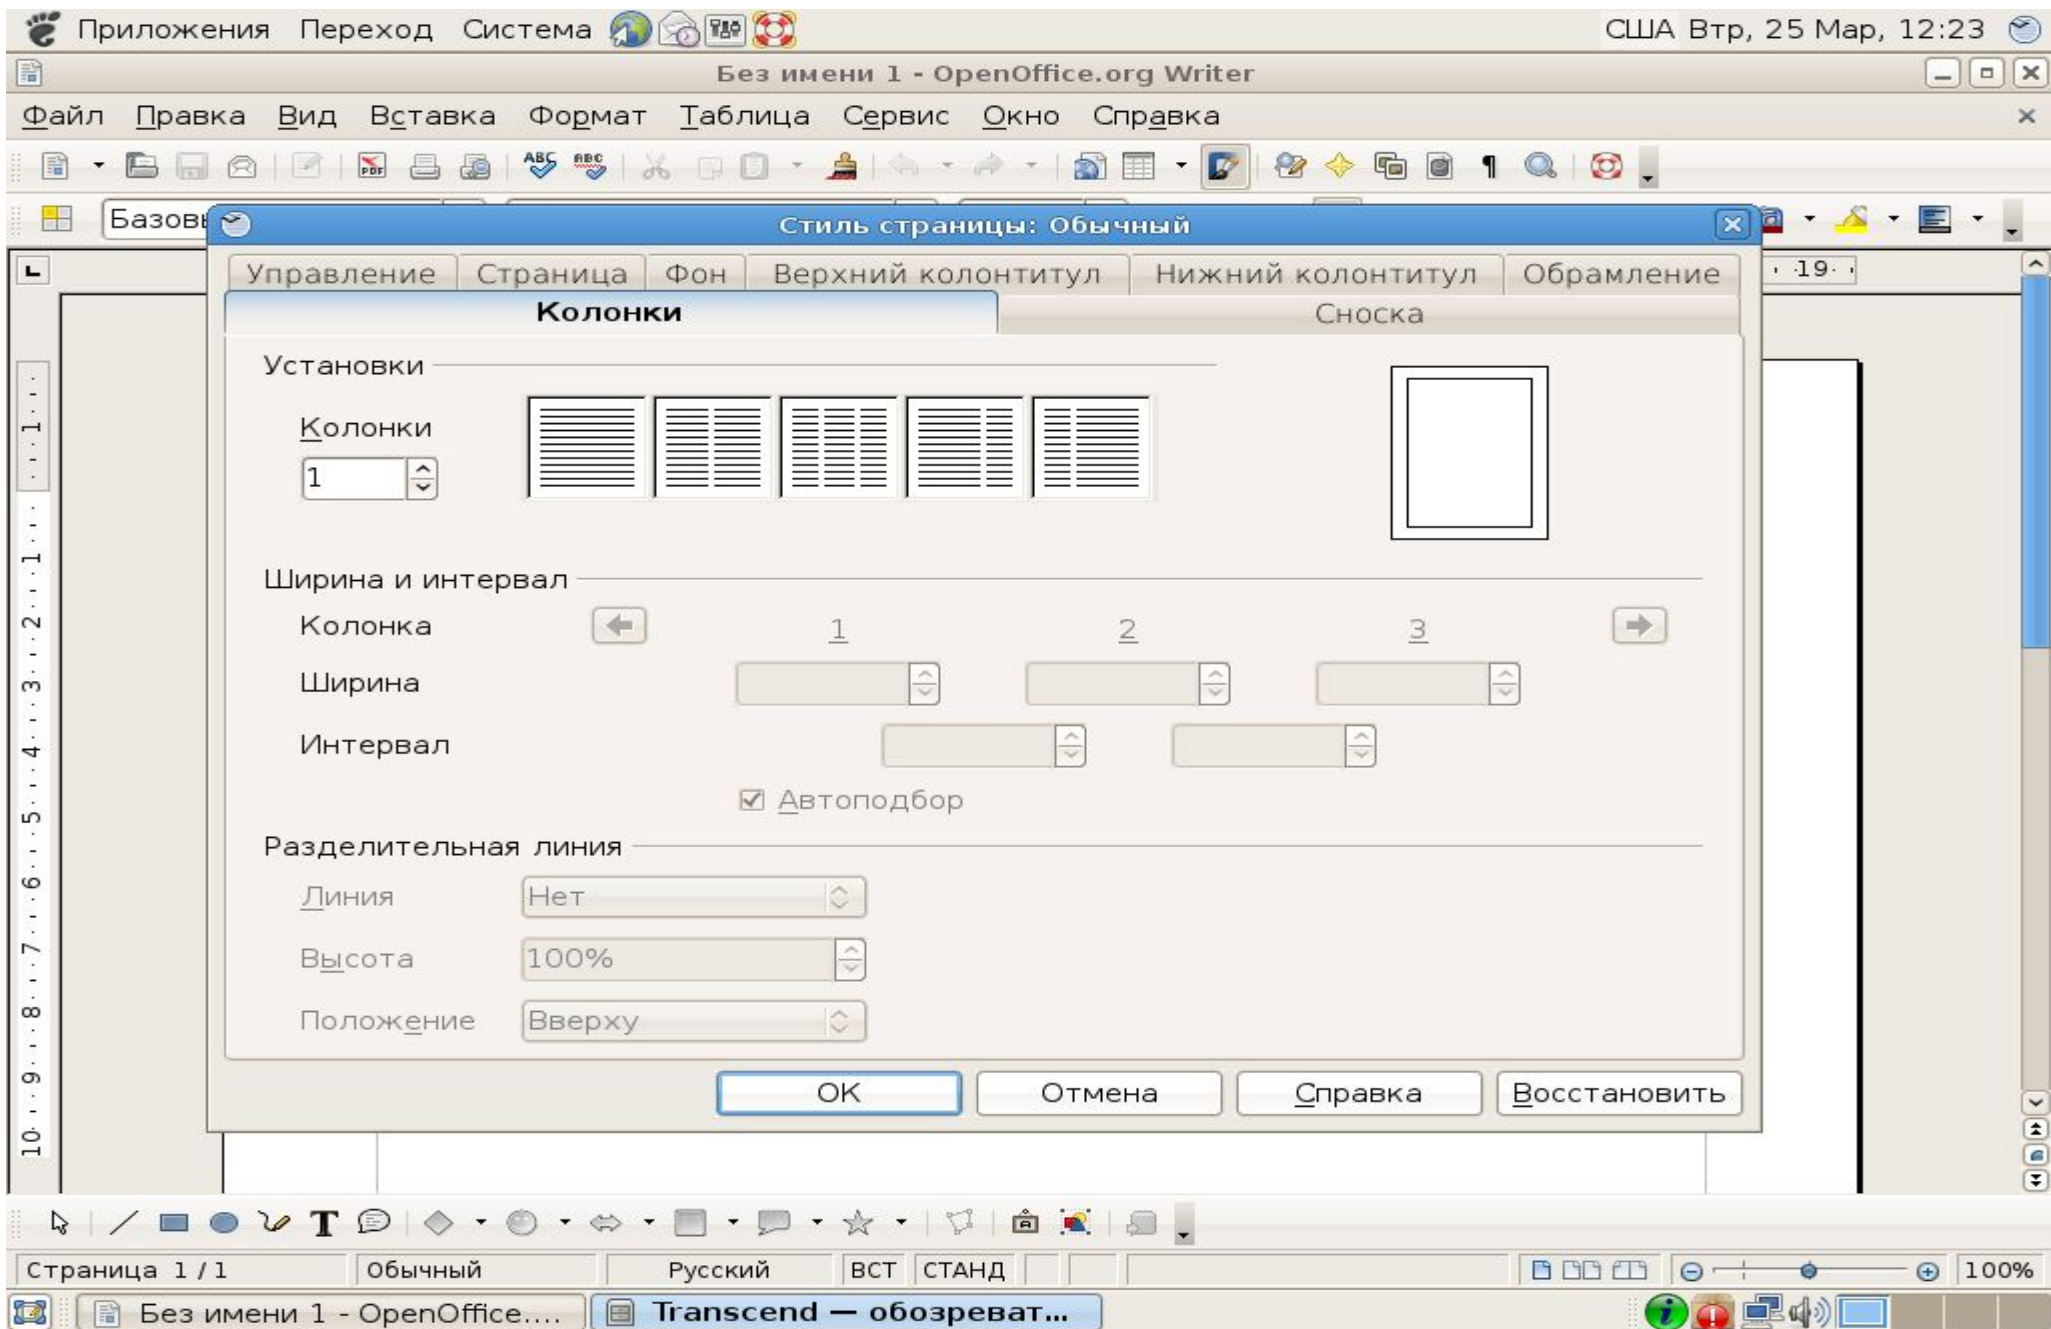 Приложения Переход Система США Втр, 25 Мар, 12:23
Без имени 1 - OpenOffice.org Writer
Файл Правка Вид Вставка Формат Таблица Сервис Окно Справка
Стиль страницы: Обычный
Управление Страница Фон Верхний колонтитул Нижний колонтитул Обрамление
Колонки Сноска
Установки
Колонки
1
Ширина и интервал
Колонка 1 2 3
Ширина
Интервал
Автоподбор
Разделительная линия
Линия Нет
Высота 100%
Положение Вверху
OK Отмена Справка Восстановить
Страница 1 / 1 Обычный Русский ВСТ СТАНД 100%
Без имени 1 - OpenOffice.... Transcend — обозреват...